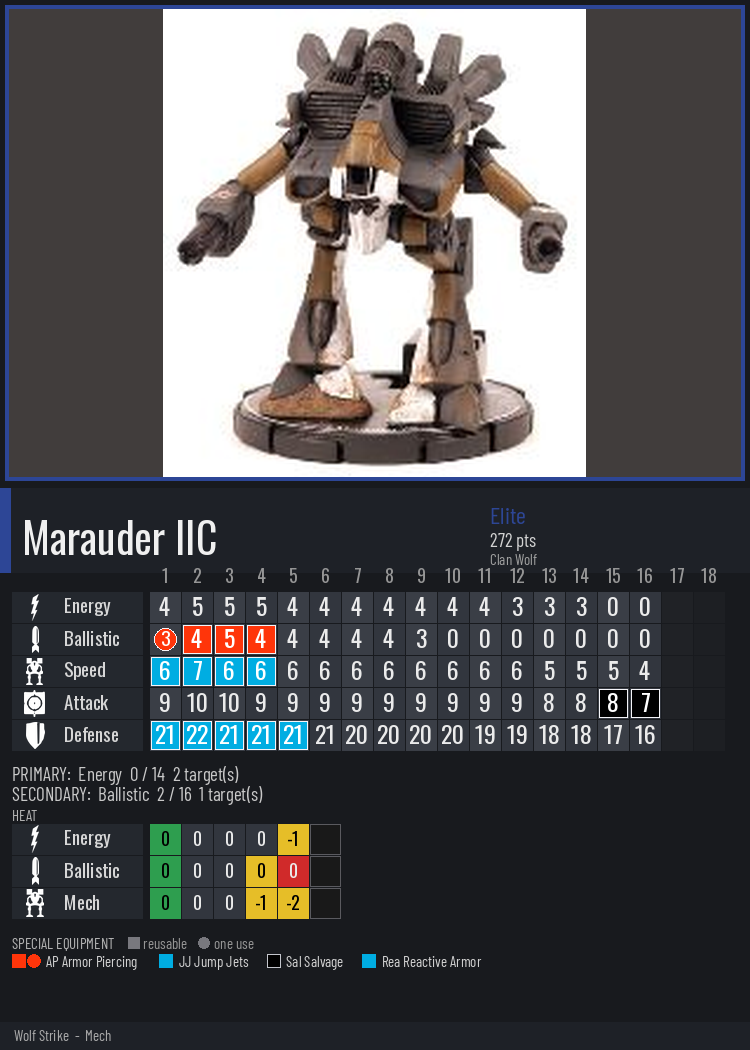 Marauder IIC
Elite
272 pts
Clan Wolf
1 2 3 4 5 6 7 8 9 10 11 12 13 14 15 16 17 18
Energy 4 5 5 5 4 4 4 4 4 4 4 3 3 3 0 0
Ballistic 3 4 5 4 4 4 4 4 3 0 0 0 0 0 0 0
Speed 6 7 6 6 6 6 6 6 6 6 6 6 5 5 5 4
Attack 9 10 10 9 9 9 9 9 9 9 9 9 8 8 8 7
Defense 21 22 21 21 21 21 20 20 20 20 19 19 18 18 17 16
PRIMARY: Energy 0 / 14 2 target(s)
SECONDARY: Ballistic 2 / 16 1 target(s)
HEAT
Energy 0 0 0 0 -1
Ballistic 0 0 0 0 0
Mech 0 0 0 -1 -2
SPECIAL EQUIPMENT reusable one use
AP Armor Piercing JJ Jump Jets Sal Salvage Rea Reactive Armor
Wolf Strike - Mech